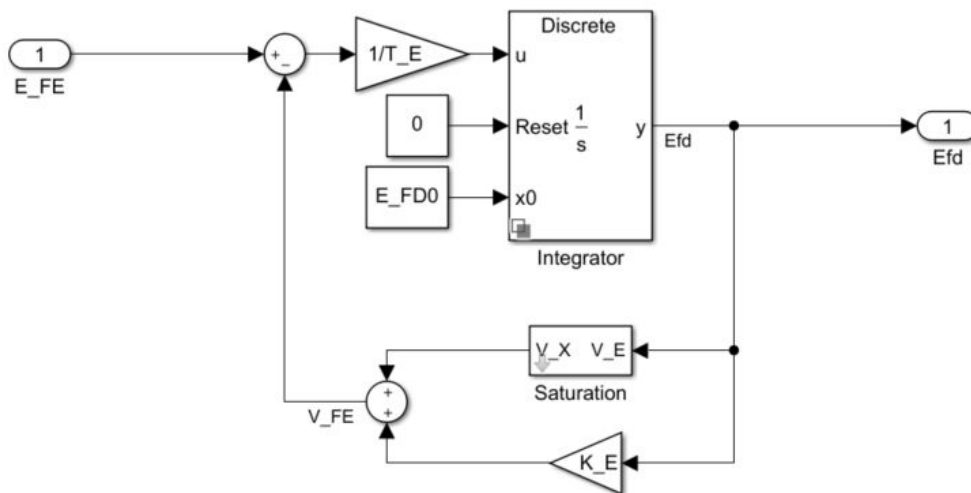 1
E_FE
+
_
1/T_E
Discrete
u
0
Reset
1
s
y
Efd
E_FD0
x0
Integrator
1
Efd
V_X
V_E
Saturation
+
+
V_FE
K_E